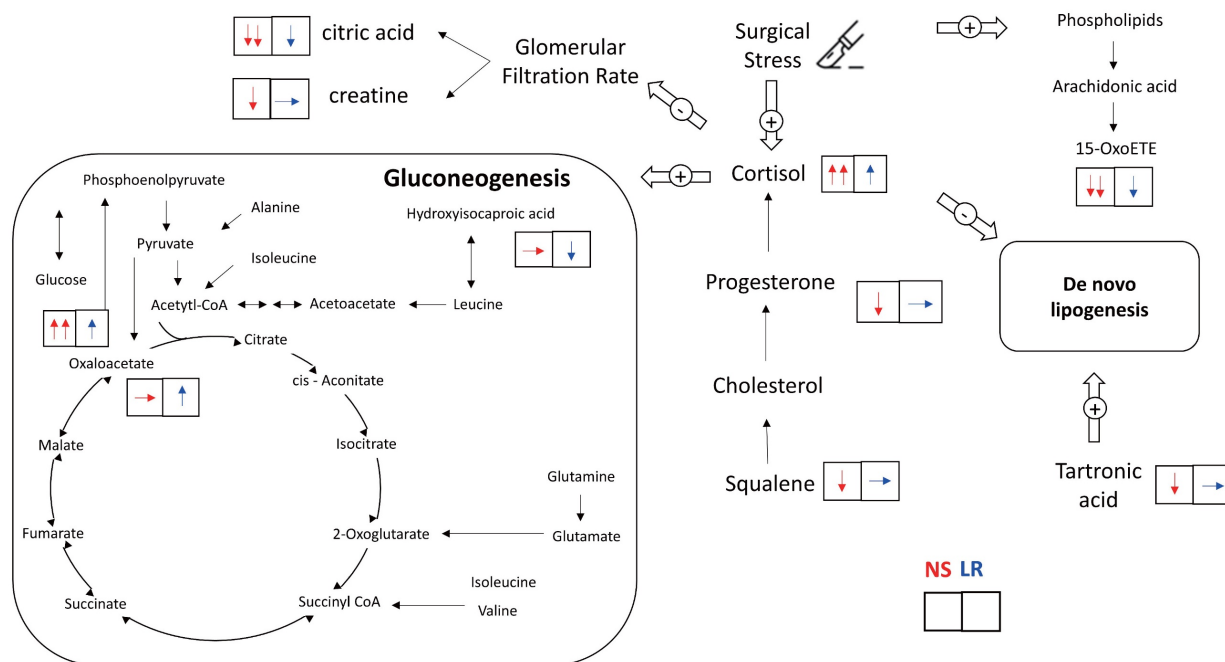 citric acid
creatine
Glomerular
Filtration Rate
Surgical
Stress
+
+
Phospholipids
Arachidonic acid
15-OxoETE
-
+
Cortisol
-
Gluconeogenesis
Phosphoenolpyruvate
Alanine
Hydroxyisocaproic acid
Pyruvate
Isoleucine
Glucose
Acetytl-CoA
Acetoacetate
Leucine
Citrate
Oxaloacetate
cis - Aconitate
Malate
Isocitrate
Glutamine
Fumarate
2-Oxoglutarate
Glutamate
Isoleucine
Succinate
Succinyl CoA
Valine
Progesterone
Cholesterol
Squalene
De novo
lipogenesis
+
Tartronic
acid
NS LR